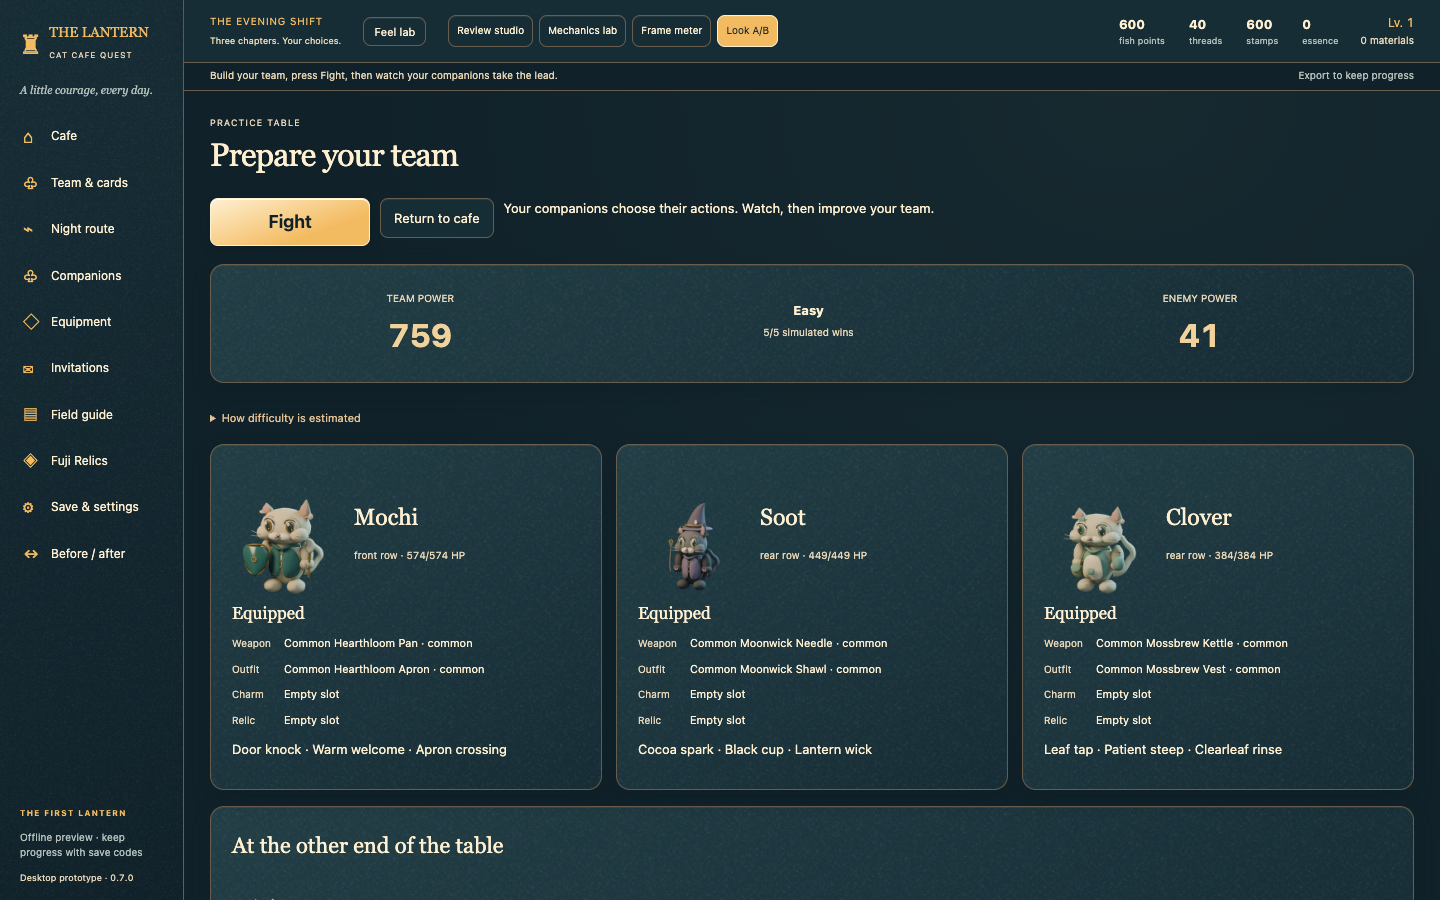 THE LANTERN
CAT CAFE QUEST
A little courage, every day.
Cafe
Team & cards
Night route
Companions
Equipment
Invitations
Field guide
Fuji Relics
Save & settings
Before / after
THE FIRST LANTERN
Offline preview · keep
progress with save codes
Desktop prototype · 0.7.0
THE EVENING SHIFT
Three chapters. Your choices.
Feel lab
Review studio
Mechanics lab
Frame meter
Look A/B
600
fish points
40
threads
600
stamps
0
essence
Lv. 1
0 materials
Build your team, press Fight, then watch your companions take the lead.
Export to keep progress
PRACTICE TABLE
Prepare your team
Fight
Return to cafe
Your companions choose their actions. Watch, then improve your team.
TEAM POWER
759
Easy
5/5 simulated wins
ENEMY POWER
41
How difficulty is estimated
Mochi
front row · 574/574 HP
Equipped
Weapon Common Hearthloom Pan · common
Outfit Common Hearthloom Apron · common
Charm Empty slot
Relic Empty slot
Door knock · Warm welcome · Apron crossing
Soot
rear row · 449/449 HP
Equipped
Weapon Common Moonwick Needle · common
Outfit Common Moonwick Shawl · common
Charm Empty slot
Relic Empty slot
Cocoa spark · Black cup · Lantern wick
Clover
rear row · 384/384 HP
Equipped
Weapon Common Mossbrew Kettle · common
Outfit Common Mossbrew Vest · common
Charm Empty slot
Relic Empty slot
Leaf tap · Patient steep · Clearleaf rinse
At the other end of the table